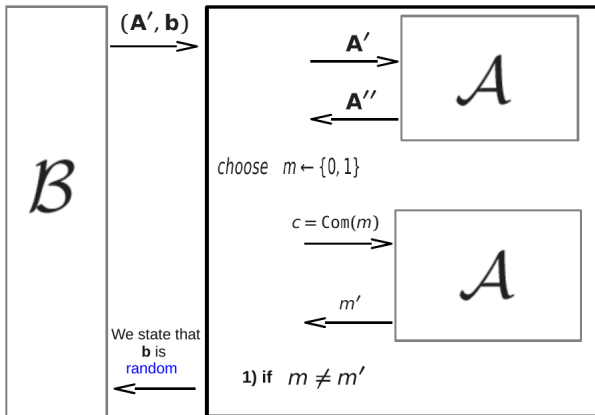 (A′, b)
A′
𝒜
A″
ℬ
choose m ← {0, 1}
c = Com(m)
𝒜
m′
We state that
b is
random
1) if m ≠ m′